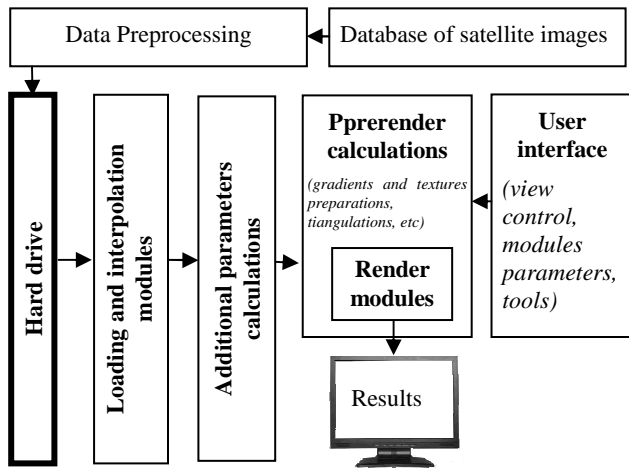 Data Preprocessing
Database of satellite images
Hard drive
Loading and interpolation
modules
Additional parameters
calculations
Pprerender
calculations
(gradients and textures
preparations,
tiangulations, etc)
Render
modules
Results
User
interface
(view
control,
modules
parameters,
tools)